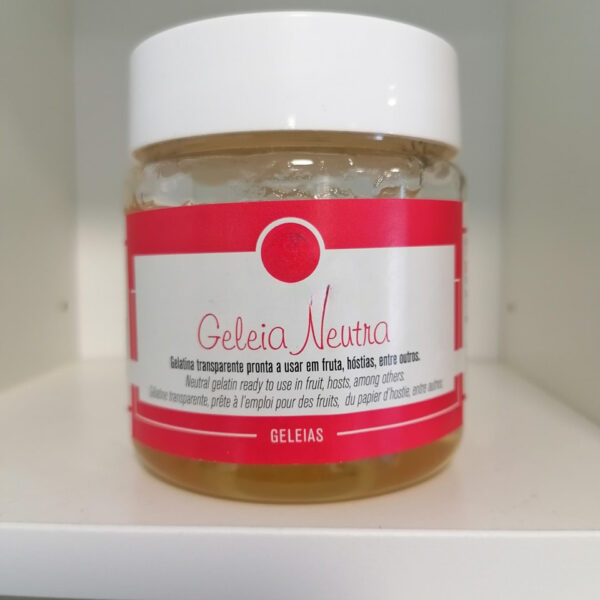 Geleia Neutra
Gelatina transparente pronta a usar em fruta, hóstias, entre outros.
Neutral gelatin ready to use in fruit, hosts, among others.
Gélatine transparente, prête à l'emploi pour des fruits, du papier d'hostie, entre autres.
GELEIAS